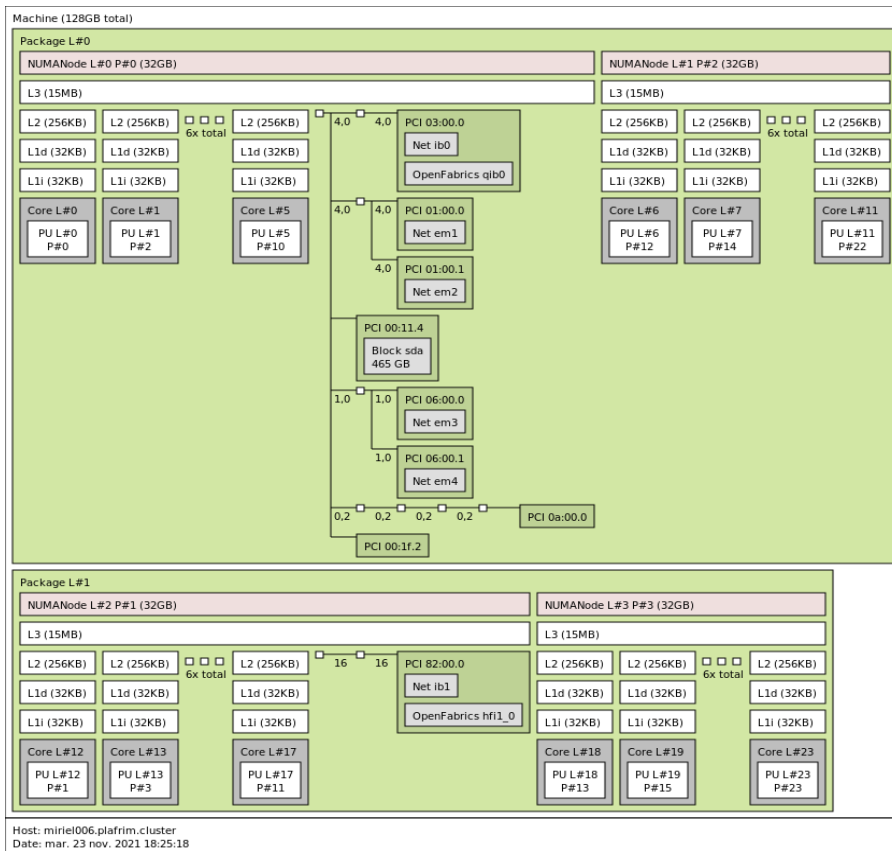 Machine (128GB total)
Package L#0
NUMANode L#0 P#0 (32GB)
NUMANode L#1 P#2 (32GB)
L3 (15MB)
L3 (15MB)
L2 (256KB)
L2 (256KB)
6x total
L2 (256KB)
L1d (32KB)
L1d (32KB)
L1d (32KB)
L1i (32KB)
L1i (32KB)
L1i (32KB)
Core L#0
PU L#0
P#0
Core L#1
PU L#1
P#2
Core L#5
PU L#5
P#10
4,0
4,0
PCI 03:00.0
Net ib0
OpenFabrics qib0
4,0
4,0
PCI 01:00.0
Net em1
4,0
PCI 01:00.1
Net em2
PCI 00:11.4
Block sda
465 GB
1,0
1,0
PCI 06:00.0
Net em3
1,0
PCI 06:00.1
Net em4
0,2
0,2
0,2
0,2
PCI 0a:00.0
PCI 00:1f.2
L2 (256KB)
L2 (256KB)
6x total
L2 (256KB)
L1d (32KB)
L1d (32KB)
L1d (32KB)
L1i (32KB)
L1i (32KB)
L1i (32KB)
Core L#6
PU L#6
P#12
Core L#7
PU L#7
P#14
Core L#11
PU L#11
P#22
Package L#1
NUMANode L#2 P#1 (32GB)
NUMANode L#3 P#3 (32GB)
L3 (15MB)
L3 (15MB)
L2 (256KB)
L2 (256KB)
6x total
L2 (256KB)
L1d (32KB)
L1d (32KB)
L1d (32KB)
L1i (32KB)
L1i (32KB)
L1i (32KB)
Core L#12
PU L#12
P#1
Core L#13
PU L#13
P#3
Core L#17
PU L#17
P#11
16
16
PCI 82:00.0
Net ib1
OpenFabrics hfi1_0
L2 (256KB)
L2 (256KB)
6x total
L2 (256KB)
L1d (32KB)
L1d (32KB)
L1d (32KB)
L1i (32KB)
L1i (32KB)
L1i (32KB)
Core L#18
PU L#18
P#13
Core L#19
PU L#19
P#15
Core L#23
PU L#23
P#23
Host: miriel006.plafrim.cluster
Date: mar. 23 nov. 2021 18:25:18